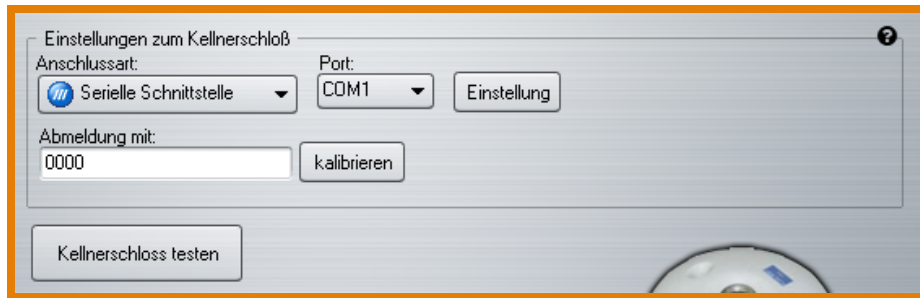 Einstellungen zum Kellnerschloß
Anschlussart: Port:
Serielle Schnittstelle COM1 Einstellung
Abmeldung mit:
0000 kalibrieren
Kellnerschloss testen